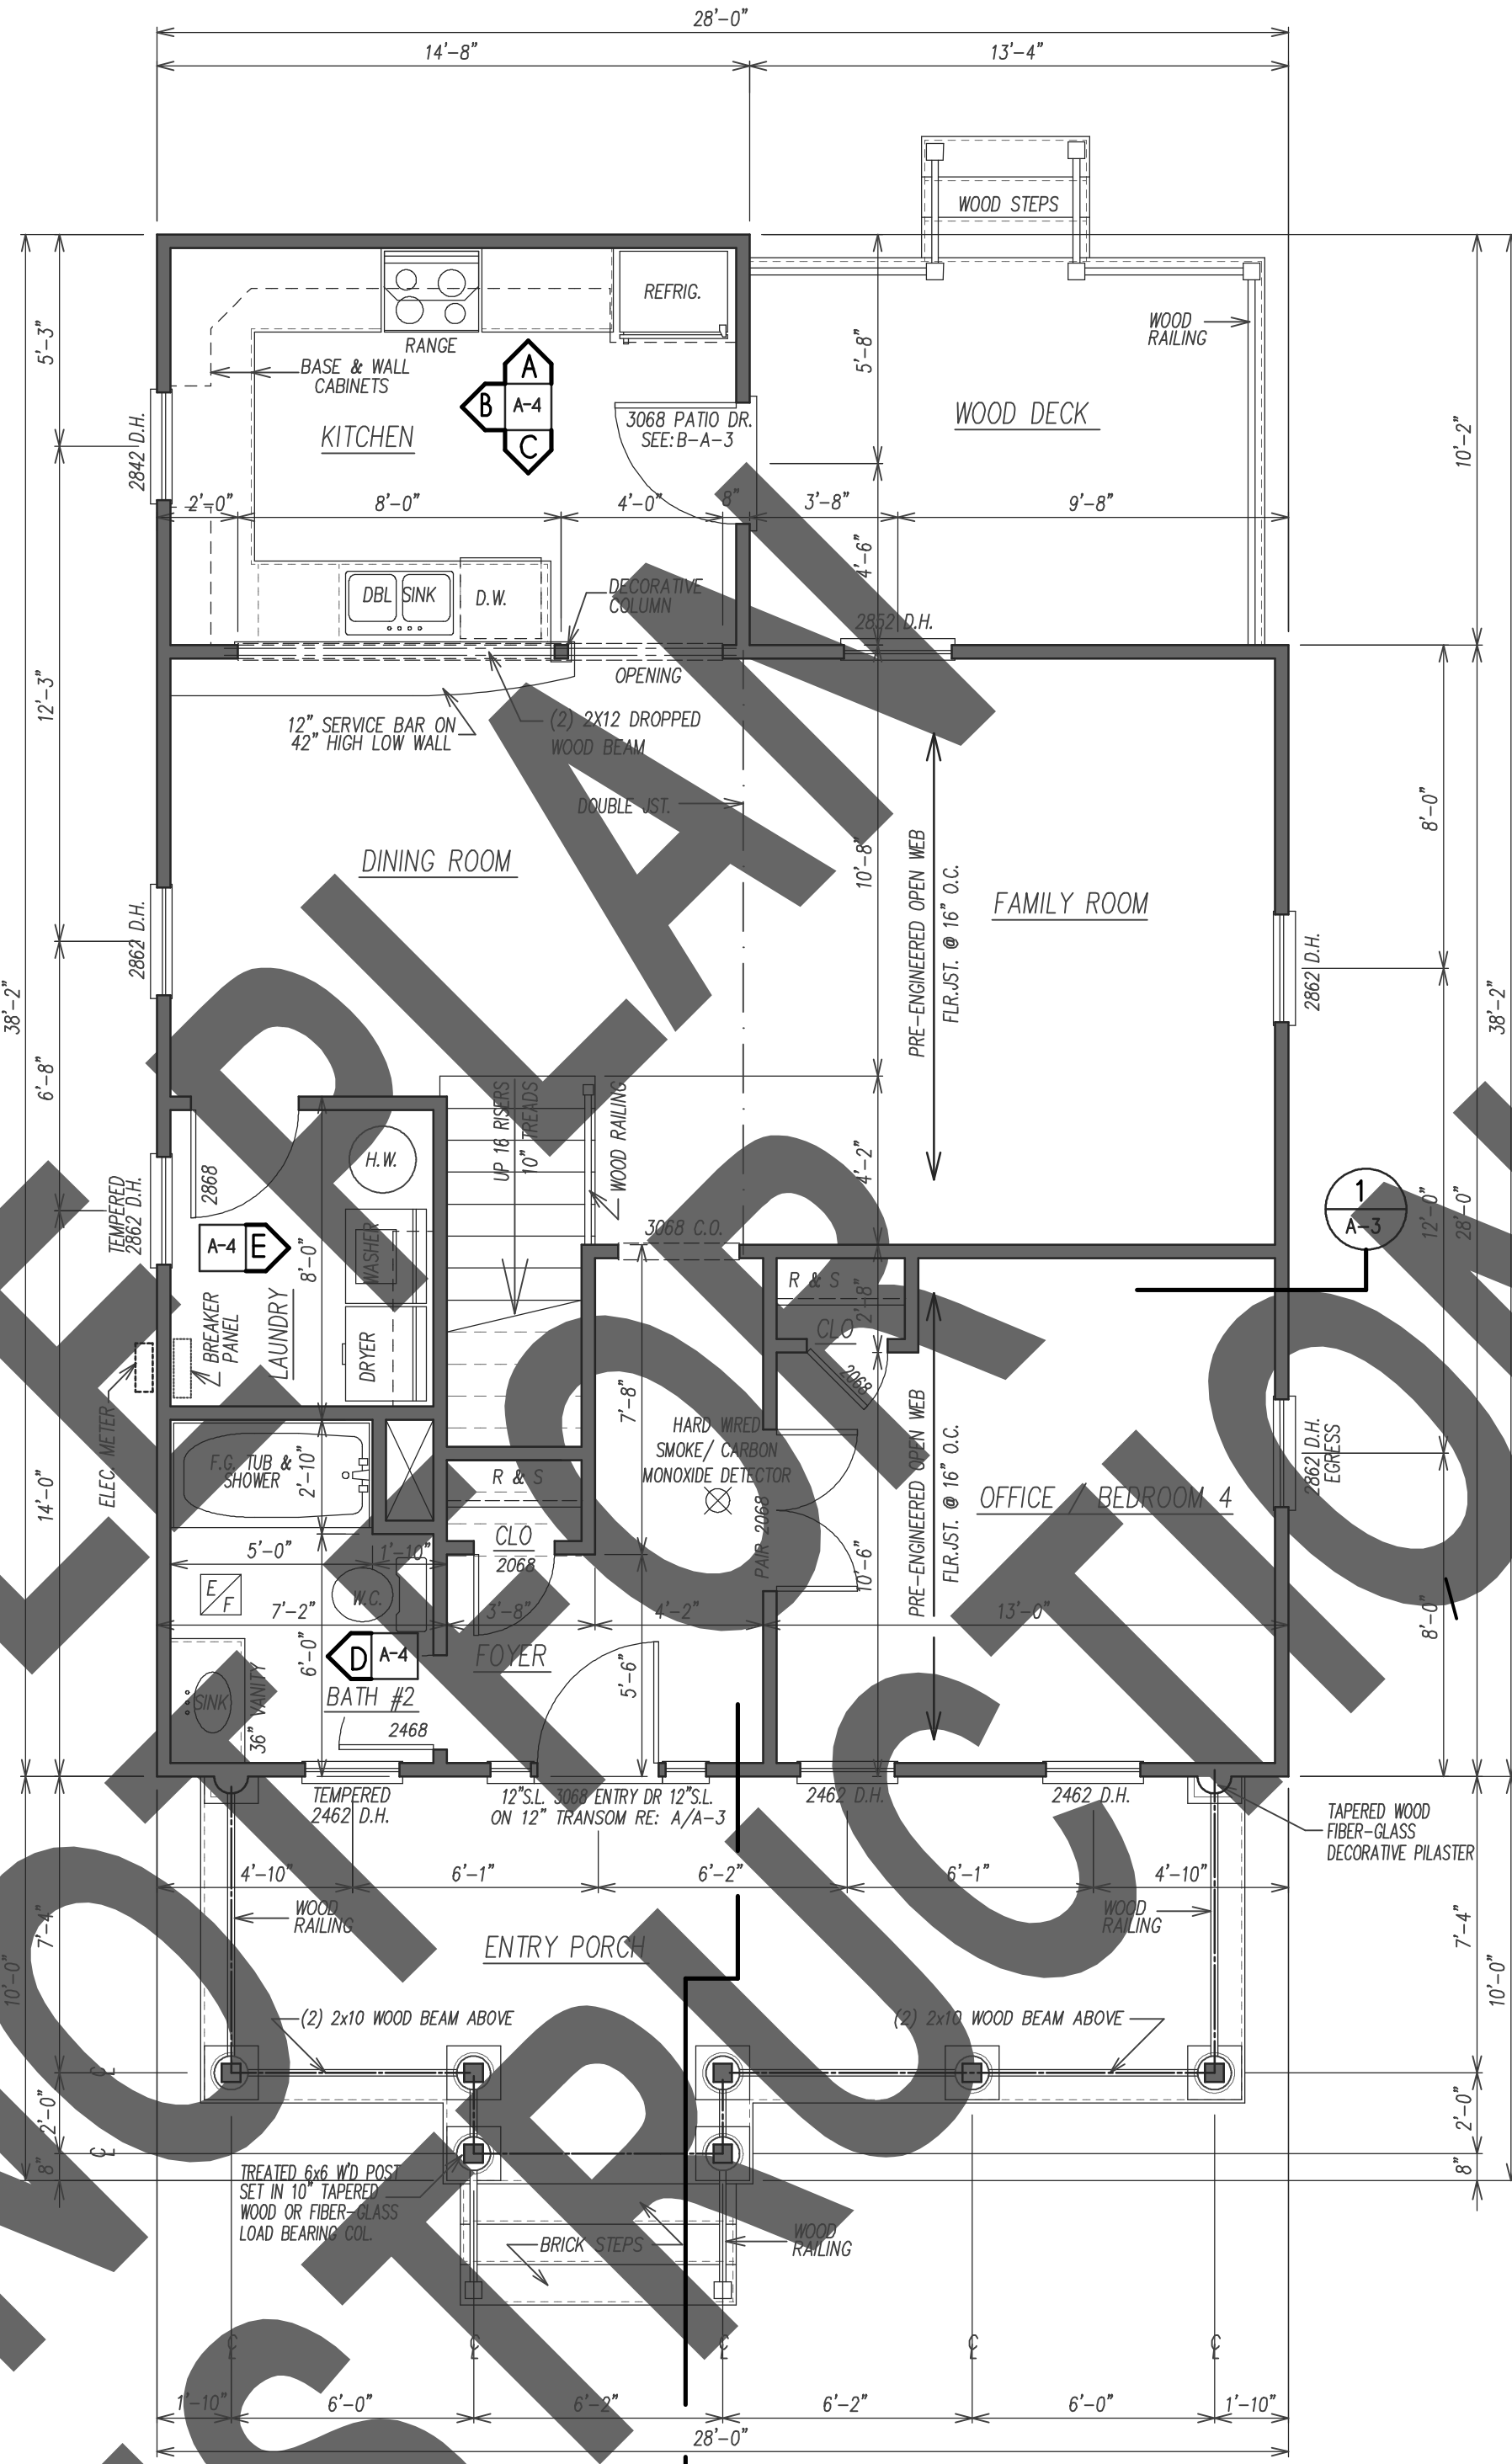 28'-0"
14'-8"
13'-4"
WOOD STEPS
REFRIG.
RANGE
BASE & WALL
CABINETS
A
B
A-4
C
KITCHEN
3068 PATIO DR.
SEE: B-A-3
WOOD
RAILING
WOOD DECK
5'-3"
5'-8"
10'-2"
2842 D.H.
2'-0"
8'-0"
4'-0"
8"
3'-8"
9'-8"
4'-6"
DBL SINK
D.W.
DECORATIVE
COLUMN
2852 D.H.
OPENING
12" SERVICE BAR ON
42" HIGH LOW WALL
(2) 2X12 DROPPED
WOOD BEAM
DOUBLE JST.
12'-3"
8'-0"
DINING ROOM
10'-8"
PRE-ENGINEERED OPEN WEB
FLR.JST. @ 16" O.C.
FAMILY ROOM
2862 D.H.
2862 D.H.
38'-2"
38'-2"
6'-8"
UP 16 RISERS
10" TREADS
WOOD RAILING
H.W.
4'-2"
2868
TEMPERED
2862 D.H.
A-4
E
8'-0"
WASHER
3068 C.O.
1
A-3
12'-0"
28'-0"
R & S
2'-8"
CLO
2068
BREAKER
PANEL
LAUNDRY
DRYER
ELEC. METER
7'-8"
HARD WIRED
SMOKE/ CARBON
MONOXIDE DETECTOR
PRE-ENGINEERED OPEN WEB
FLR.JST. @ 16" O.C.
2862 D.H.
EGRESS
F.G. TUB &
SHOWER
2'-10"
R & S
14'-0"
OFFICE / BEDROOM 4
CLO
2068
PAIR 2068
5'-0"
1'-10"
10'-6"
E
F
W.C.
7'-2"
3'-8"
4'-2"
13'-0"
8'-0"
D
A-4
FOYER
6'-0"
5'-6"
SINK
36" VANITY
BATH #2
2468
TEMPERED
2462 D.H.
12"S.L. 3068 ENTRY DR 12"S.L.
ON 12" TRANSOM RE: A/A-3
2462 D.H.
2462 D.H.
TAPERED WOOD
FIBER-GLASS
DECORATIVE PILASTER
4'-10"
6'-1"
6'-2"
6'-1"
4'-10"
WOOD
RAILING
WOOD
RAILING
7'-4"
7'-4"
ENTRY PORCH
10'-0"
10'-0"
(2) 2x10 WOOD BEAM ABOVE
(2) 2x10 WOOD BEAM ABOVE
CL
2'-0"
2'-0"
CL
8"
8"
TREATED 6x6 W'D POST
SET IN 10" TAPERED
WOOD OR FIBER-GLASS
LOAD BEARING COL.
BRICK STEPS
WOOD
RAILING
CL
CL
CL
CL
CL
1'-10"
6'-0"
6'-2"
6'-2"
6'-0"
1'-10"
28'-0"
PLAN
NOT FOR